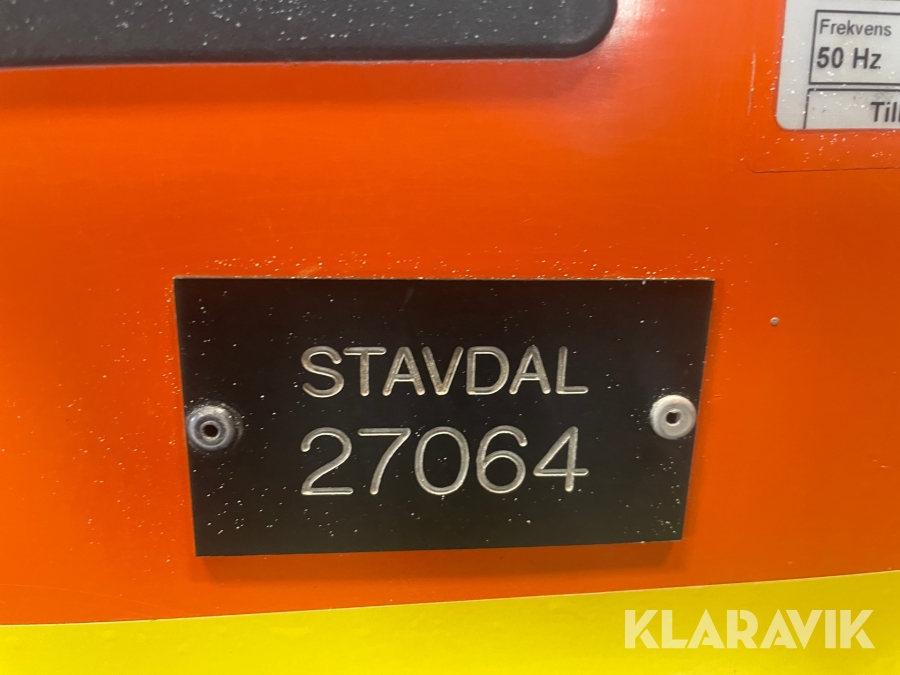 Frekvens
50 Hz
STAVDAL
27064
KLARAVIK